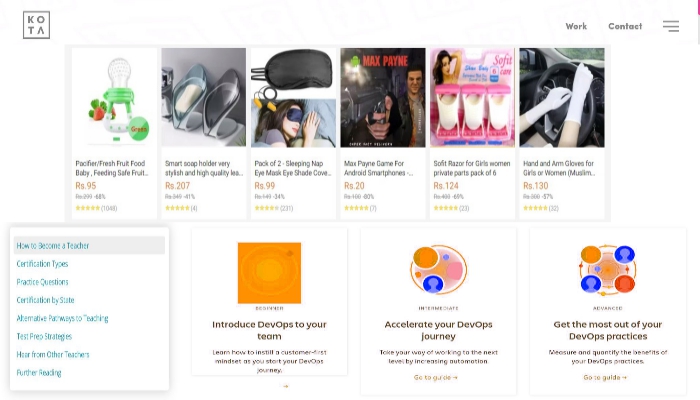 KO
TA
Work
Contact
Green
MAX PAYNE
Sofit
care
Pacifier/Fresh Fruit Food
Baby , Feeding Safe Fruit...
Rs.95
Rs.299 -68%
(1048)
Smart soap holder very
stylish and high quality lea...
Rs.207
Rs.349 -41%
(4)
Pack of 2 - Sleeping Nap
Eye Mask Eye Shade Cove...
Rs.99
Rs.149 -34%
(231)
Max Payne Game For
Android Smartphones -...
Rs.20
Rs.100 -80%
(7)
Sofit Razor for Girls women
private parts pack of 6
Rs.124
Rs.400 -69%
(23)
Hand and Arm Gloves for
Girls or Women (Muslim...
Rs.130
Rs.300 -57%
(32)
How to Become a Teacher
Certification Types
Practice Questions
Certification by State
Alternative Pathways to Teaching
Test Prep Strategies
Hear from Other Teachers
Further Reading
BEGINNER
Introduce DevOps to your
team
Learn how to instill a customer-first
mindset as you start your DevOps
journey.
→
INTERMEDIATE
Accelerate your DevOps
journey
Take your way of working to the next
level by increasing automation.
Go to guide →
ADVANCED
Get the most out of your
DevOps practices
Measure and quantify the benefits of
your DevOps practices.
Go to guide →